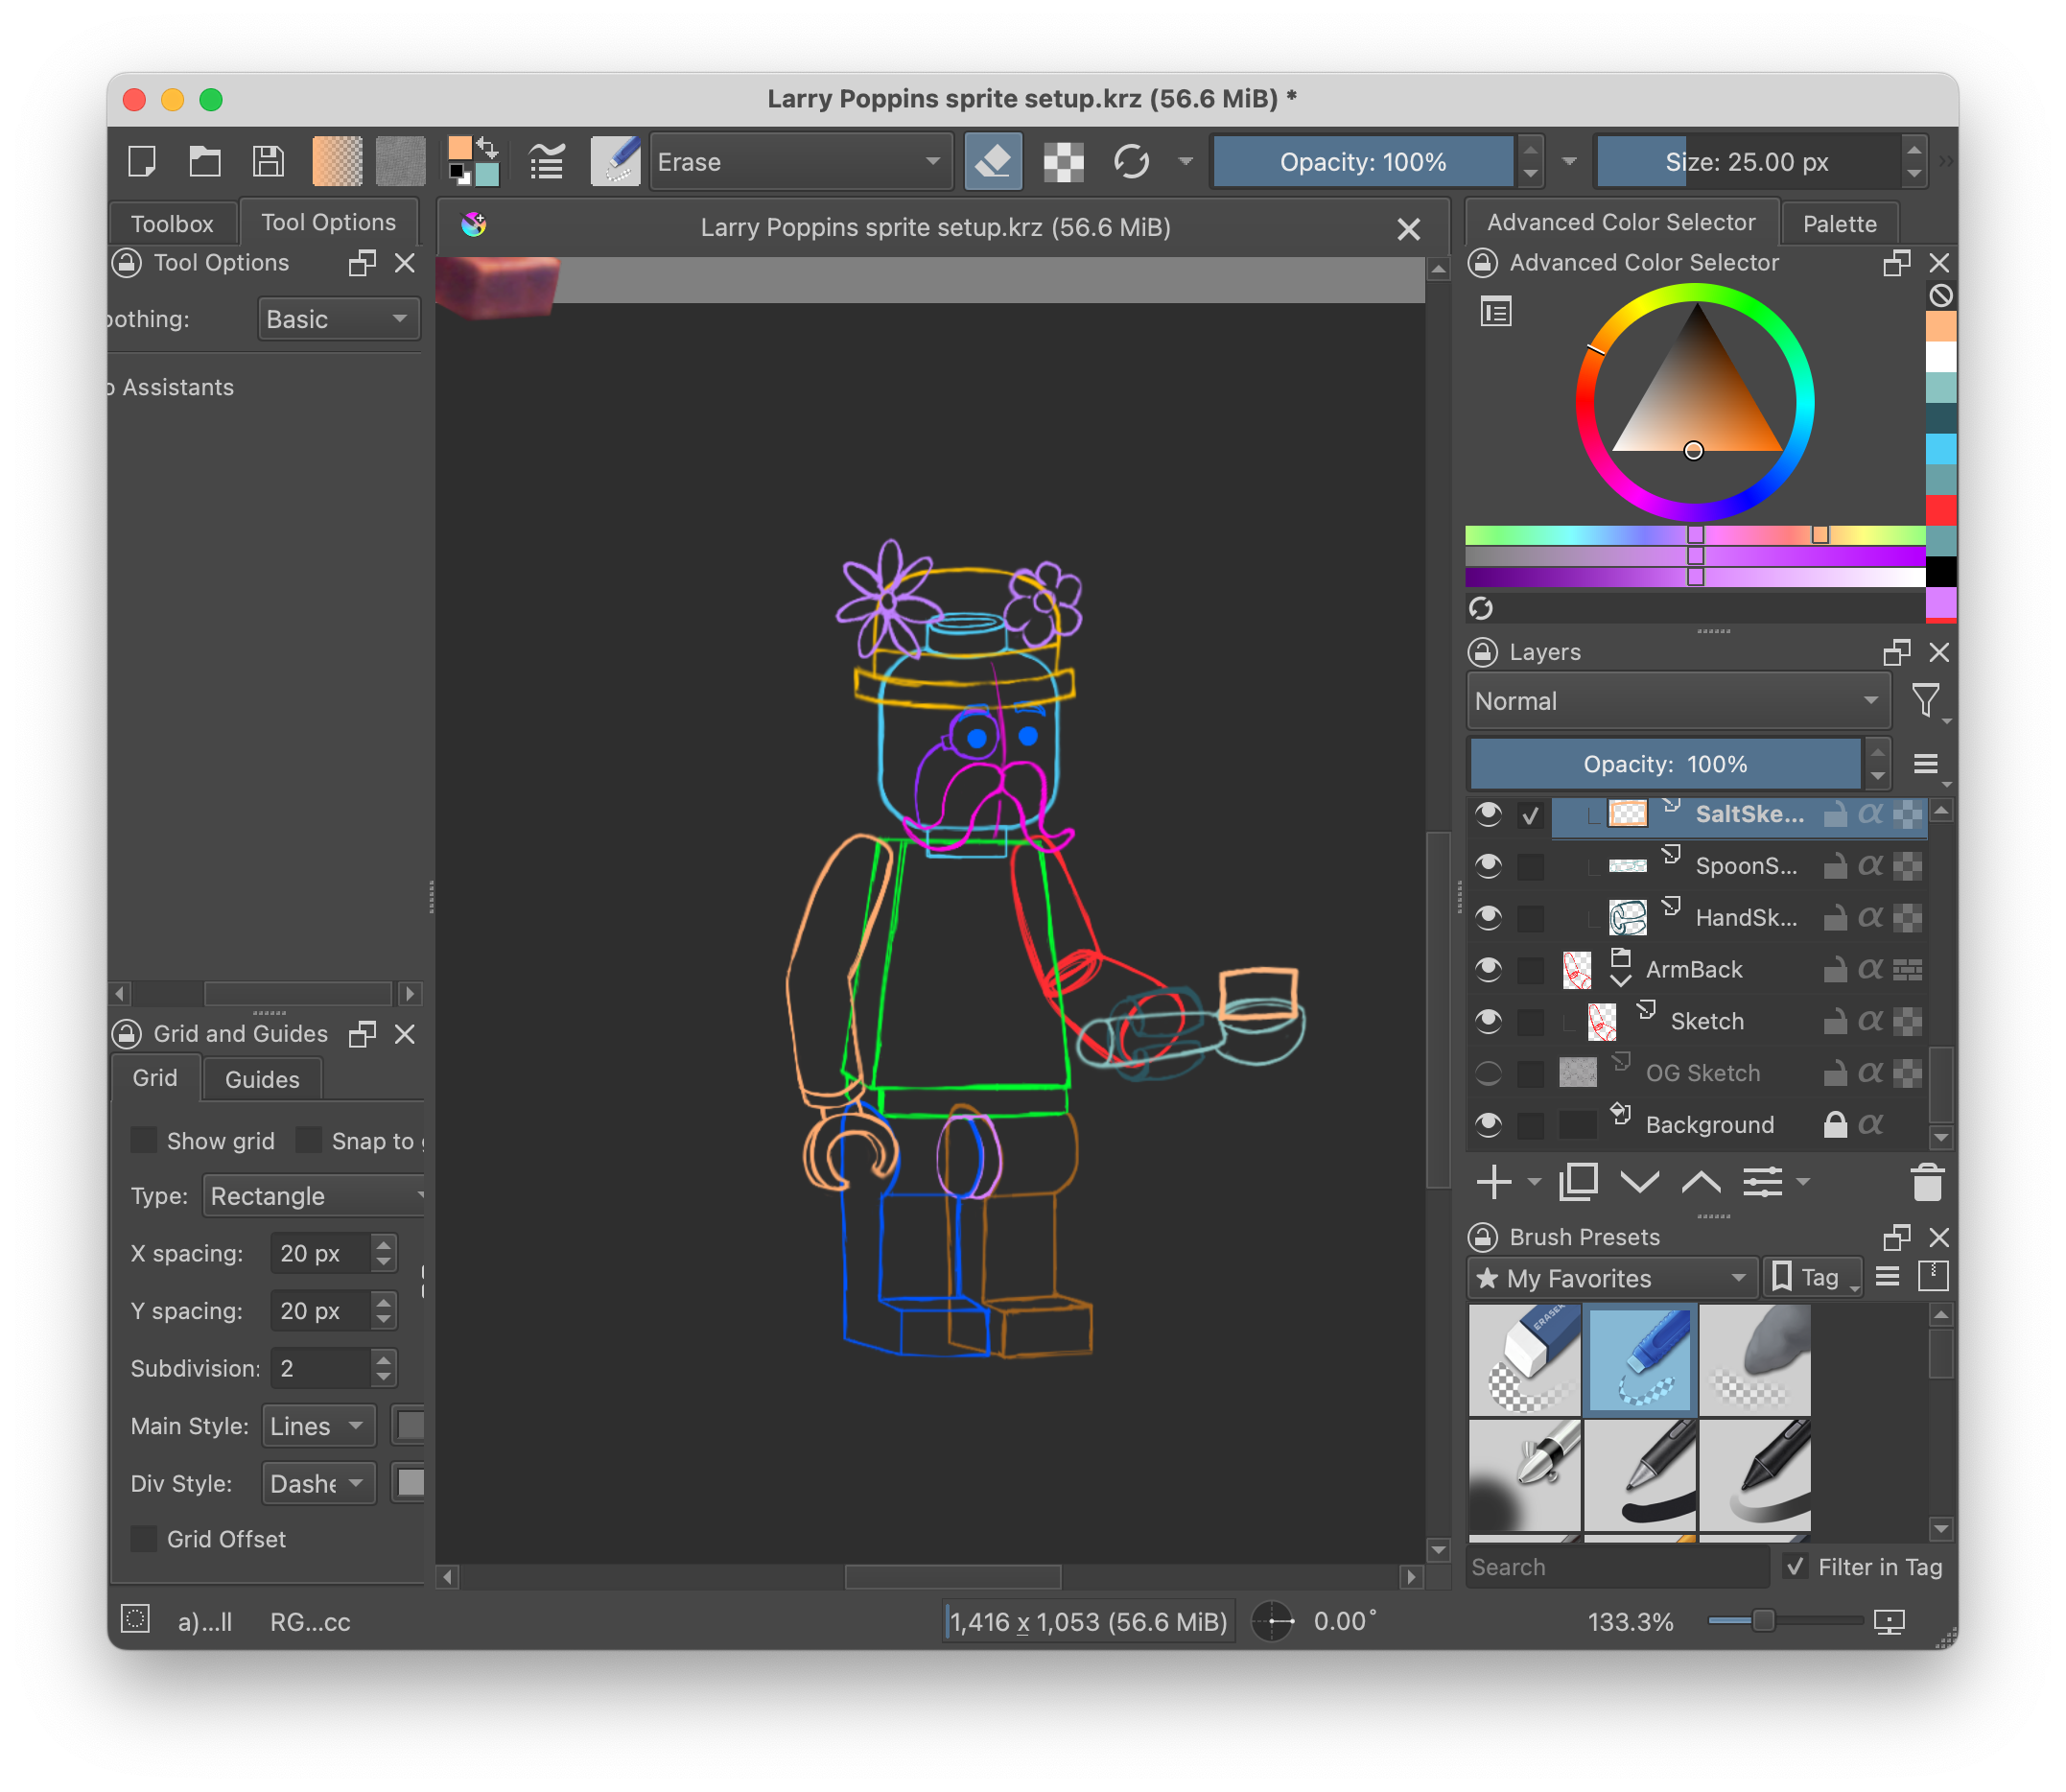 Larry Poppins sprite setup.krz (56.6 MiB) *
Erase
Opacity: 100%
Size: 25.00 px
Toolbox
Tool Options
Larry Poppins sprite setup.krz (56.6 MiB)
Advanced Color Selector
Palette
Tool Options
Advanced Color Selector
oothing:
Basic
o Assistants
Layers
Normal
Opacity: 100%
SaltSke...
SpoonS...
HandSk...
ArmBack
Sketch
OG Sketch
Background
Grid and Guides
Grid
Guides
Show grid
Snap to g
Type:
Rectangle
X spacing:
20 px
Y spacing:
20 px
Subdivision:
2
Main Style:
Lines
Div Style:
Dashe
Grid Offset
Brush Presets
★ My Favorites
Tag
ERASER
Search
Filter in Tag
a)...ll
RG...cc
1,416 x 1,053 (56.6 MiB)
0.00°
133.3%